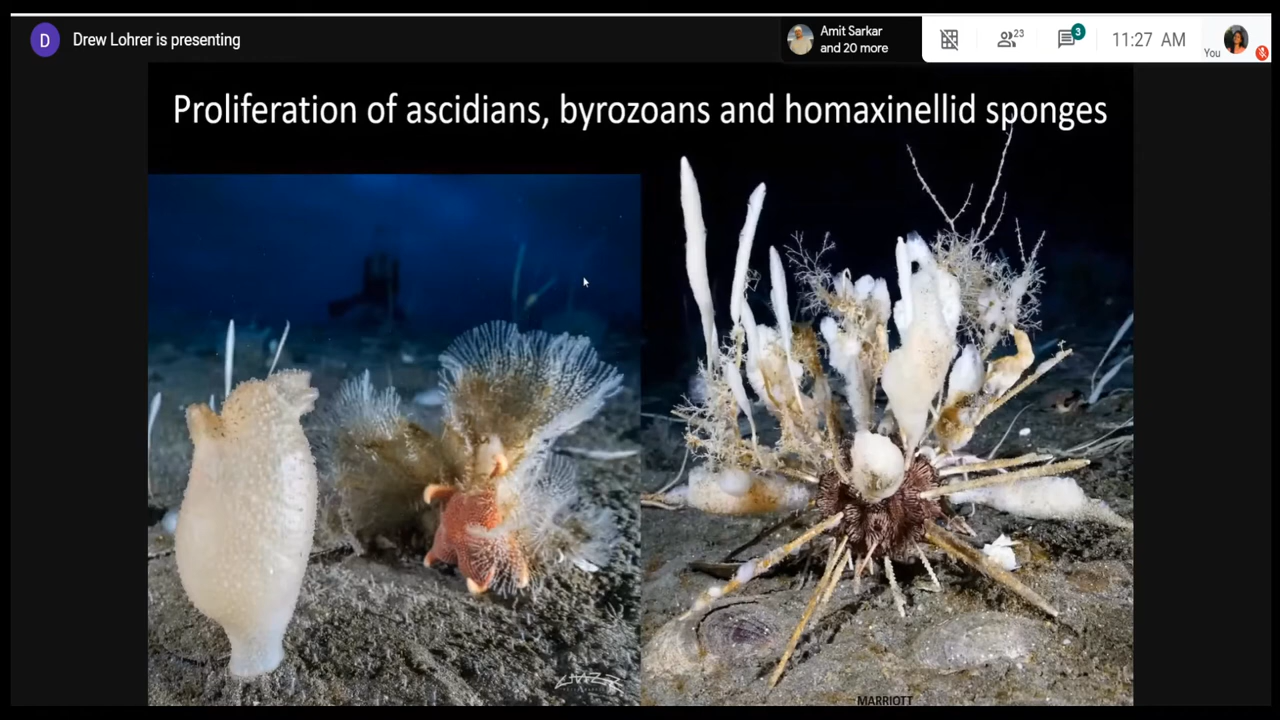 D
Drew Lohrer is presenting
Amit Sarkar
and 20 more
23
3
11:27 AM
You
Proliferation of ascidians, byrozoans and homaxinellid sponges
MARRIOTT